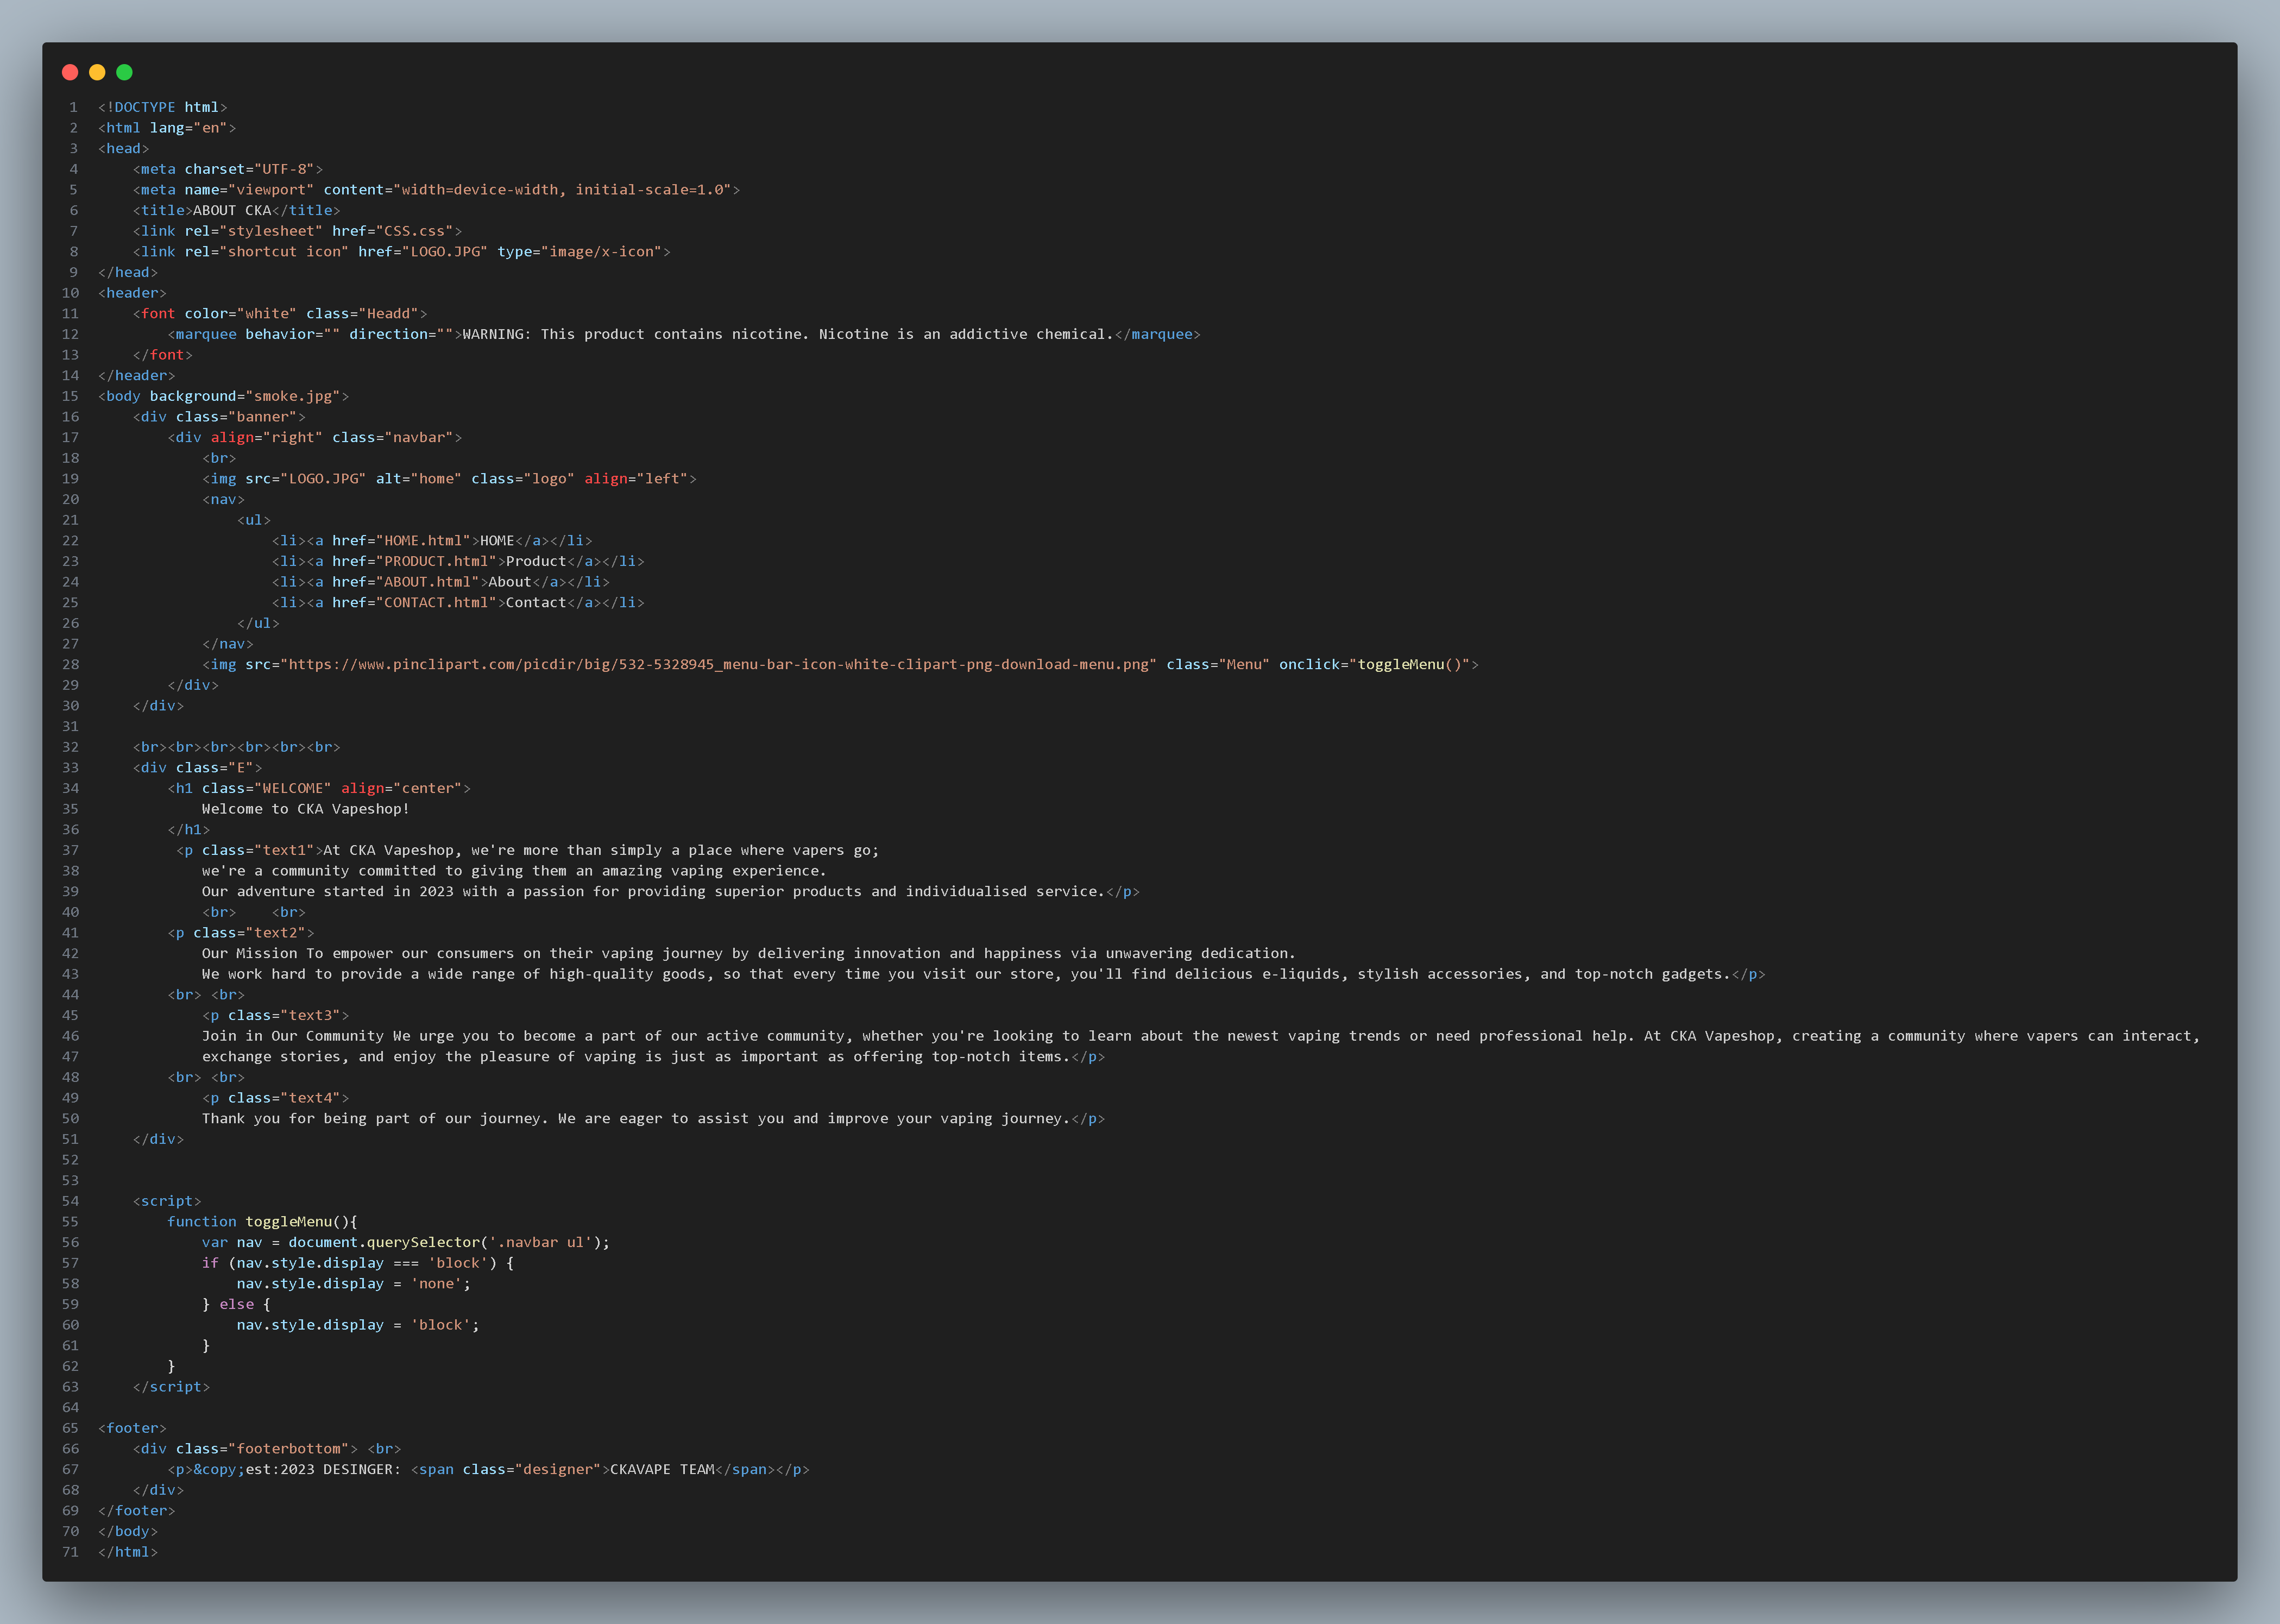 1 <!DOCTYPE html>
2 <html lang="en">
3 <head>
4     <meta charset="UTF-8">
5     <meta name="viewport" content="width=device-width, initial-scale=1.0">
6     <title>ABOUT CKA</title>
7     <link rel="stylesheet" href="CSS.css">
8     <link rel="shortcut icon" href="LOGO.JPG" type="image/x-icon">
9 </head>
10 <header>
11     <font color="white" class="Headd">
12         <marquee behavior="" direction="">WARNING: This product contains nicotine. Nicotine is an addictive chemical.</marquee>
13     </font>
14 </header>
15 <body background="smoke.jpg">
16     <div class="banner">
17         <div align="right" class="navbar">
18             <br>
19             <img src="LOGO.JPG" alt="home" class="logo" align="left">
20             <nav>
21                 <ul>
22                     <li><a href="HOME.html">HOME</a></li>
23                     <li><a href="PRODUCT.html">Product</a></li>
24                     <li><a href="ABOUT.html">About</a></li>
25                     <li><a href="CONTACT.html">Contact</a></li>
26                 </ul>
27             </nav>
28             <img src="https://www.pinclipart.com/picdir/big/532-5328945_menu-bar-icon-white-clipart-png-download-menu.png" class="Menu" onclick="toggleMenu()">
29         </div>
30     </div>
31
32     <br><br><br><br><br><br>
33     <div class="E">
34         <h1 class="WELCOME" align="center">
35             Welcome to CKA Vapeshop!
36         </h1>
37          <p class="text1">At CKA Vapeshop, we're more than simply a place where vapers go;
38             we're a community committed to giving them an amazing vaping experience.
39             Our adventure started in 2023 with a passion for providing superior products and individualised service.</p>
40             <br>    <br>
41         <p class="text2">
42             Our Mission To empower our consumers on their vaping journey by delivering innovation and happiness via unwavering dedication.
43             We work hard to provide a wide range of high-quality goods, so that every time you visit our store, you'll find delicious e-liquids, stylish accessories, and top-notch gadgets.</p>
44         <br> <br>
45             <p class="text3">
46             Join in Our Community We urge you to become a part of our active community, whether you're looking to learn about the newest vaping trends or need professional help. At CKA Vapeshop, creating a community where vapers can interact,
47             exchange stories, and enjoy the pleasure of vaping is just as important as offering top-notch items.</p>
48         <br> <br>
49             <p class="text4">
50             Thank you for being part of our journey. We are eager to assist you and improve your vaping journey.</p>
51     </div>
52
53
54     <script>
55         function toggleMenu(){
56             var nav = document.querySelector('.navbar ul');
57             if (nav.style.display === 'block') {
58                 nav.style.display = 'none';
59             } else {
60                 nav.style.display = 'block';
61             }
62         }
63     </script>
64
65 <footer>
66     <div class="footerbottom"> <br>
67         <p>&copy;est:2023 DESINGER: <span class="designer">CKAVAPE TEAM</span></p>
68     </div>
69 </footer>
70 </body>
71 </html>